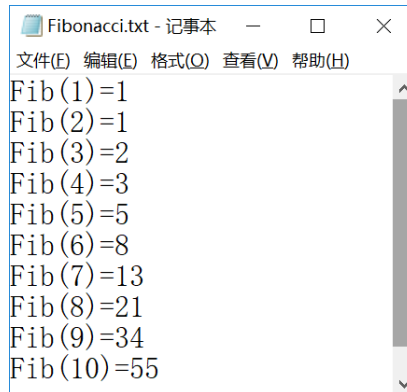 Fibonacci.txt - 记事本
文件(F) 编辑(E) 格式(O) 查看(V) 帮助(H)
Fib(1)=1
Fib(2)=1
Fib(3)=2
Fib(4)=3
Fib(5)=5
Fib(6)=8
Fib(7)=13
Fib(8)=21
Fib(9)=34
Fib(10)=55